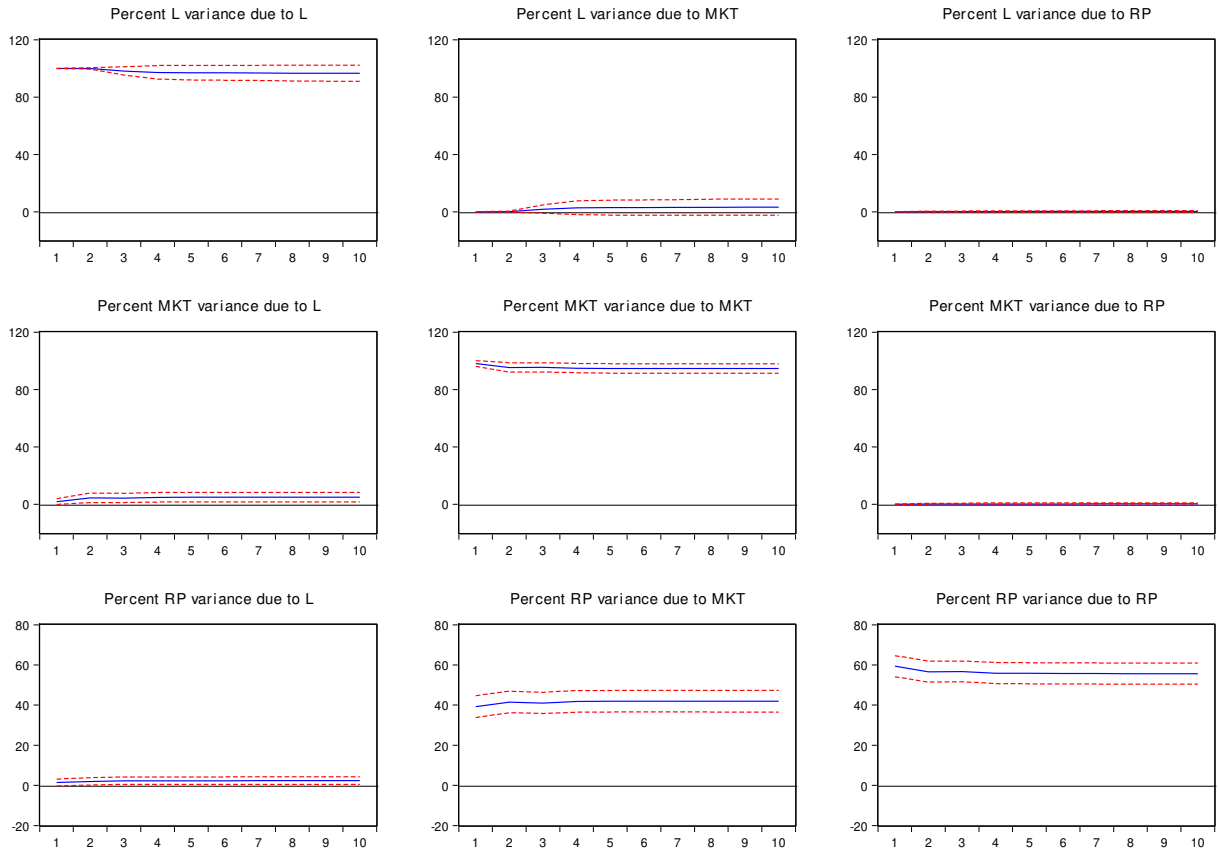 Percent L variance due to L
120
80
40
0
1 2 3 4 5 6 7 8 9 10
Percent L variance due to MKT
120
80
40
0
1 2 3 4 5 6 7 8 9 10
Percent L variance due to RP
120
80
40
0
1 2 3 4 5 6 7 8 9 10
Percent MKT variance due to L
120
80
40
0
1 2 3 4 5 6 7 8 9 10
Percent MKT variance due to MKT
120
80
40
0
1 2 3 4 5 6 7 8 9 10
Percent MKT variance due to RP
120
80
40
0
1 2 3 4 5 6 7 8 9 10
Percent RP variance due to L
80
60
40
20
0
-20
1 2 3 4 5 6 7 8 9 10
Percent RP variance due to MKT
80
60
40
20
0
-20
1 2 3 4 5 6 7 8 9 10
Percent RP variance due to RP
80
60
40
20
0
-20
1 2 3 4 5 6 7 8 9 10